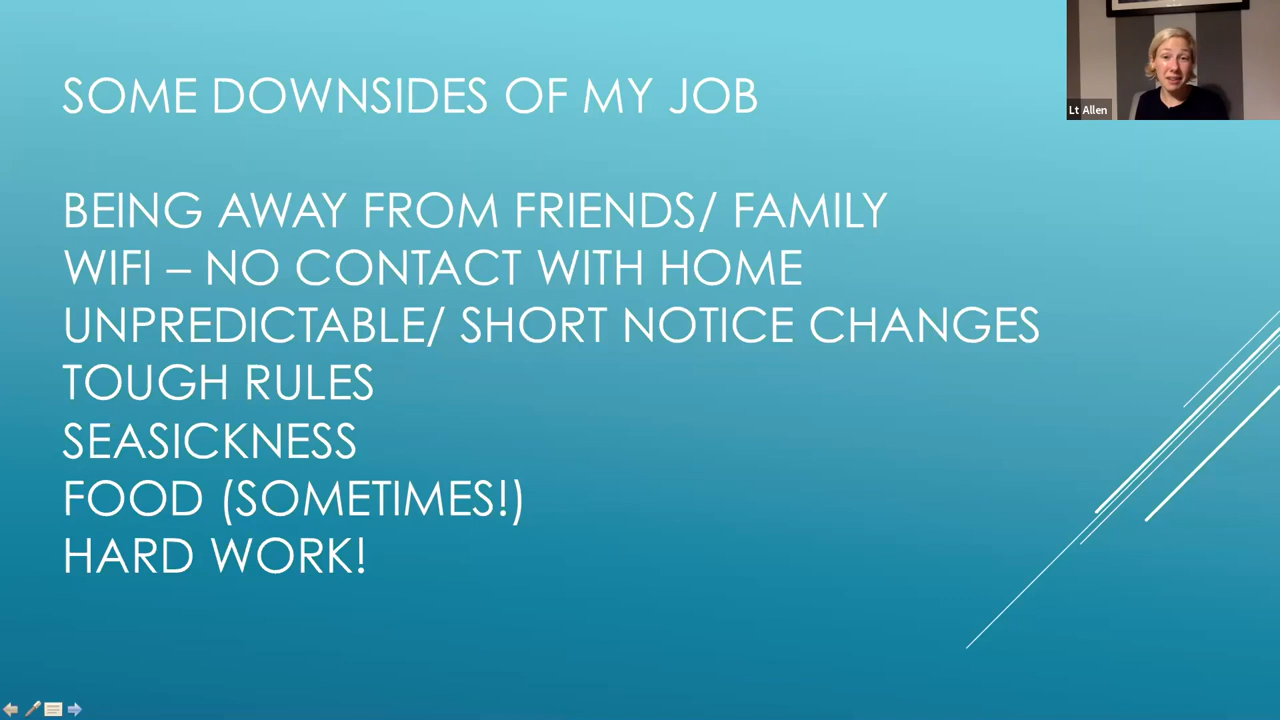 SOME DOWNSIDES OF MY JOB
BEING AWAY FROM FRIENDS/ FAMILY
WIFI – NO CONTACT WITH HOME
UNPREDICTABLE/ SHORT NOTICE CHANGES
TOUGH RULES
SEASICKNESS
FOOD (SOMETIMES!)
HARD WORK!
Lt Allen